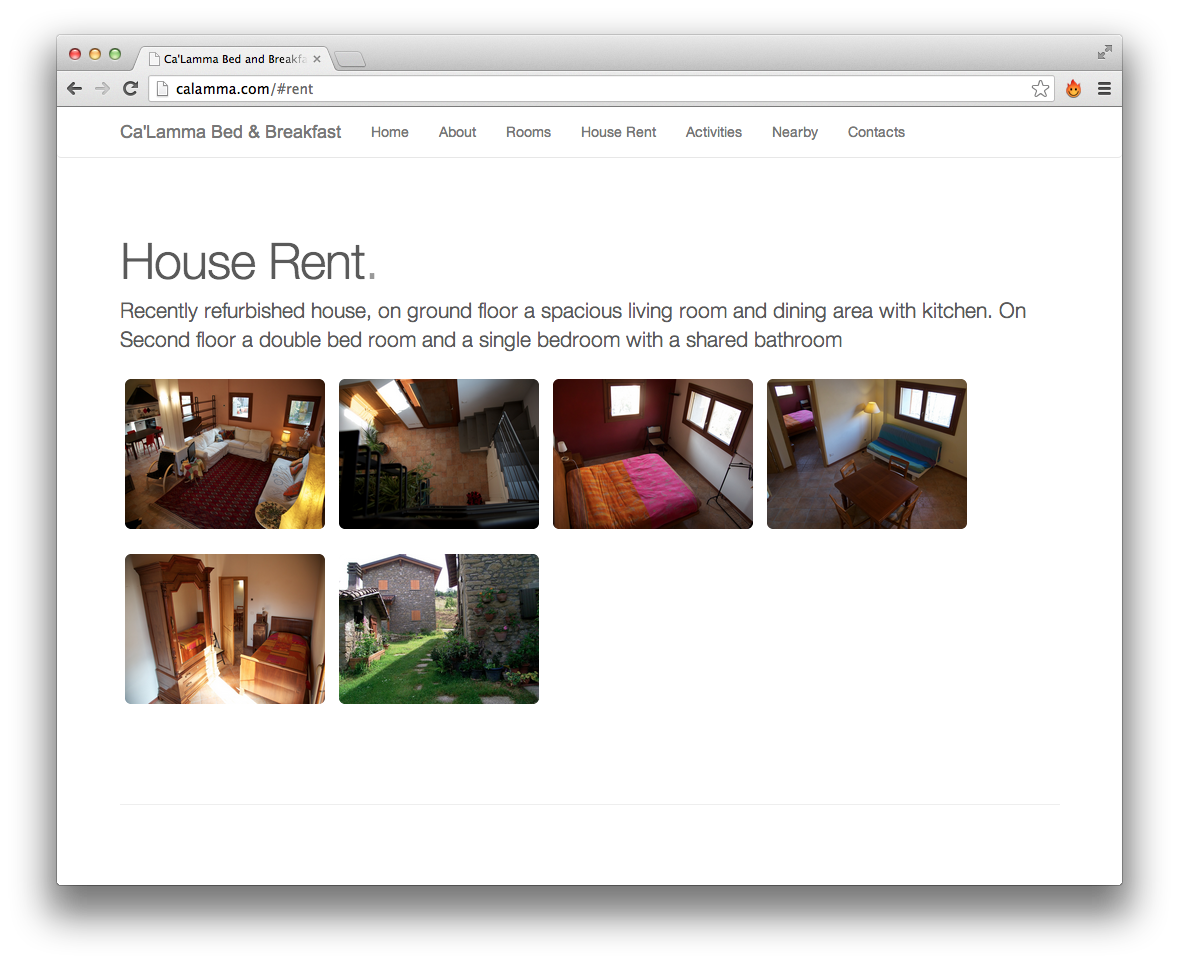 Ca'Lamma Bed and Breakfa
calamma.com/#rent
Ca'Lamma Bed & Breakfast Home About Rooms House Rent Activities Nearby Contacts
House Rent.
Recently refurbished house, on ground floor a spacious living room and dining area with kitchen. On
Second floor a double bed room and a single bedroom with a shared bathroom